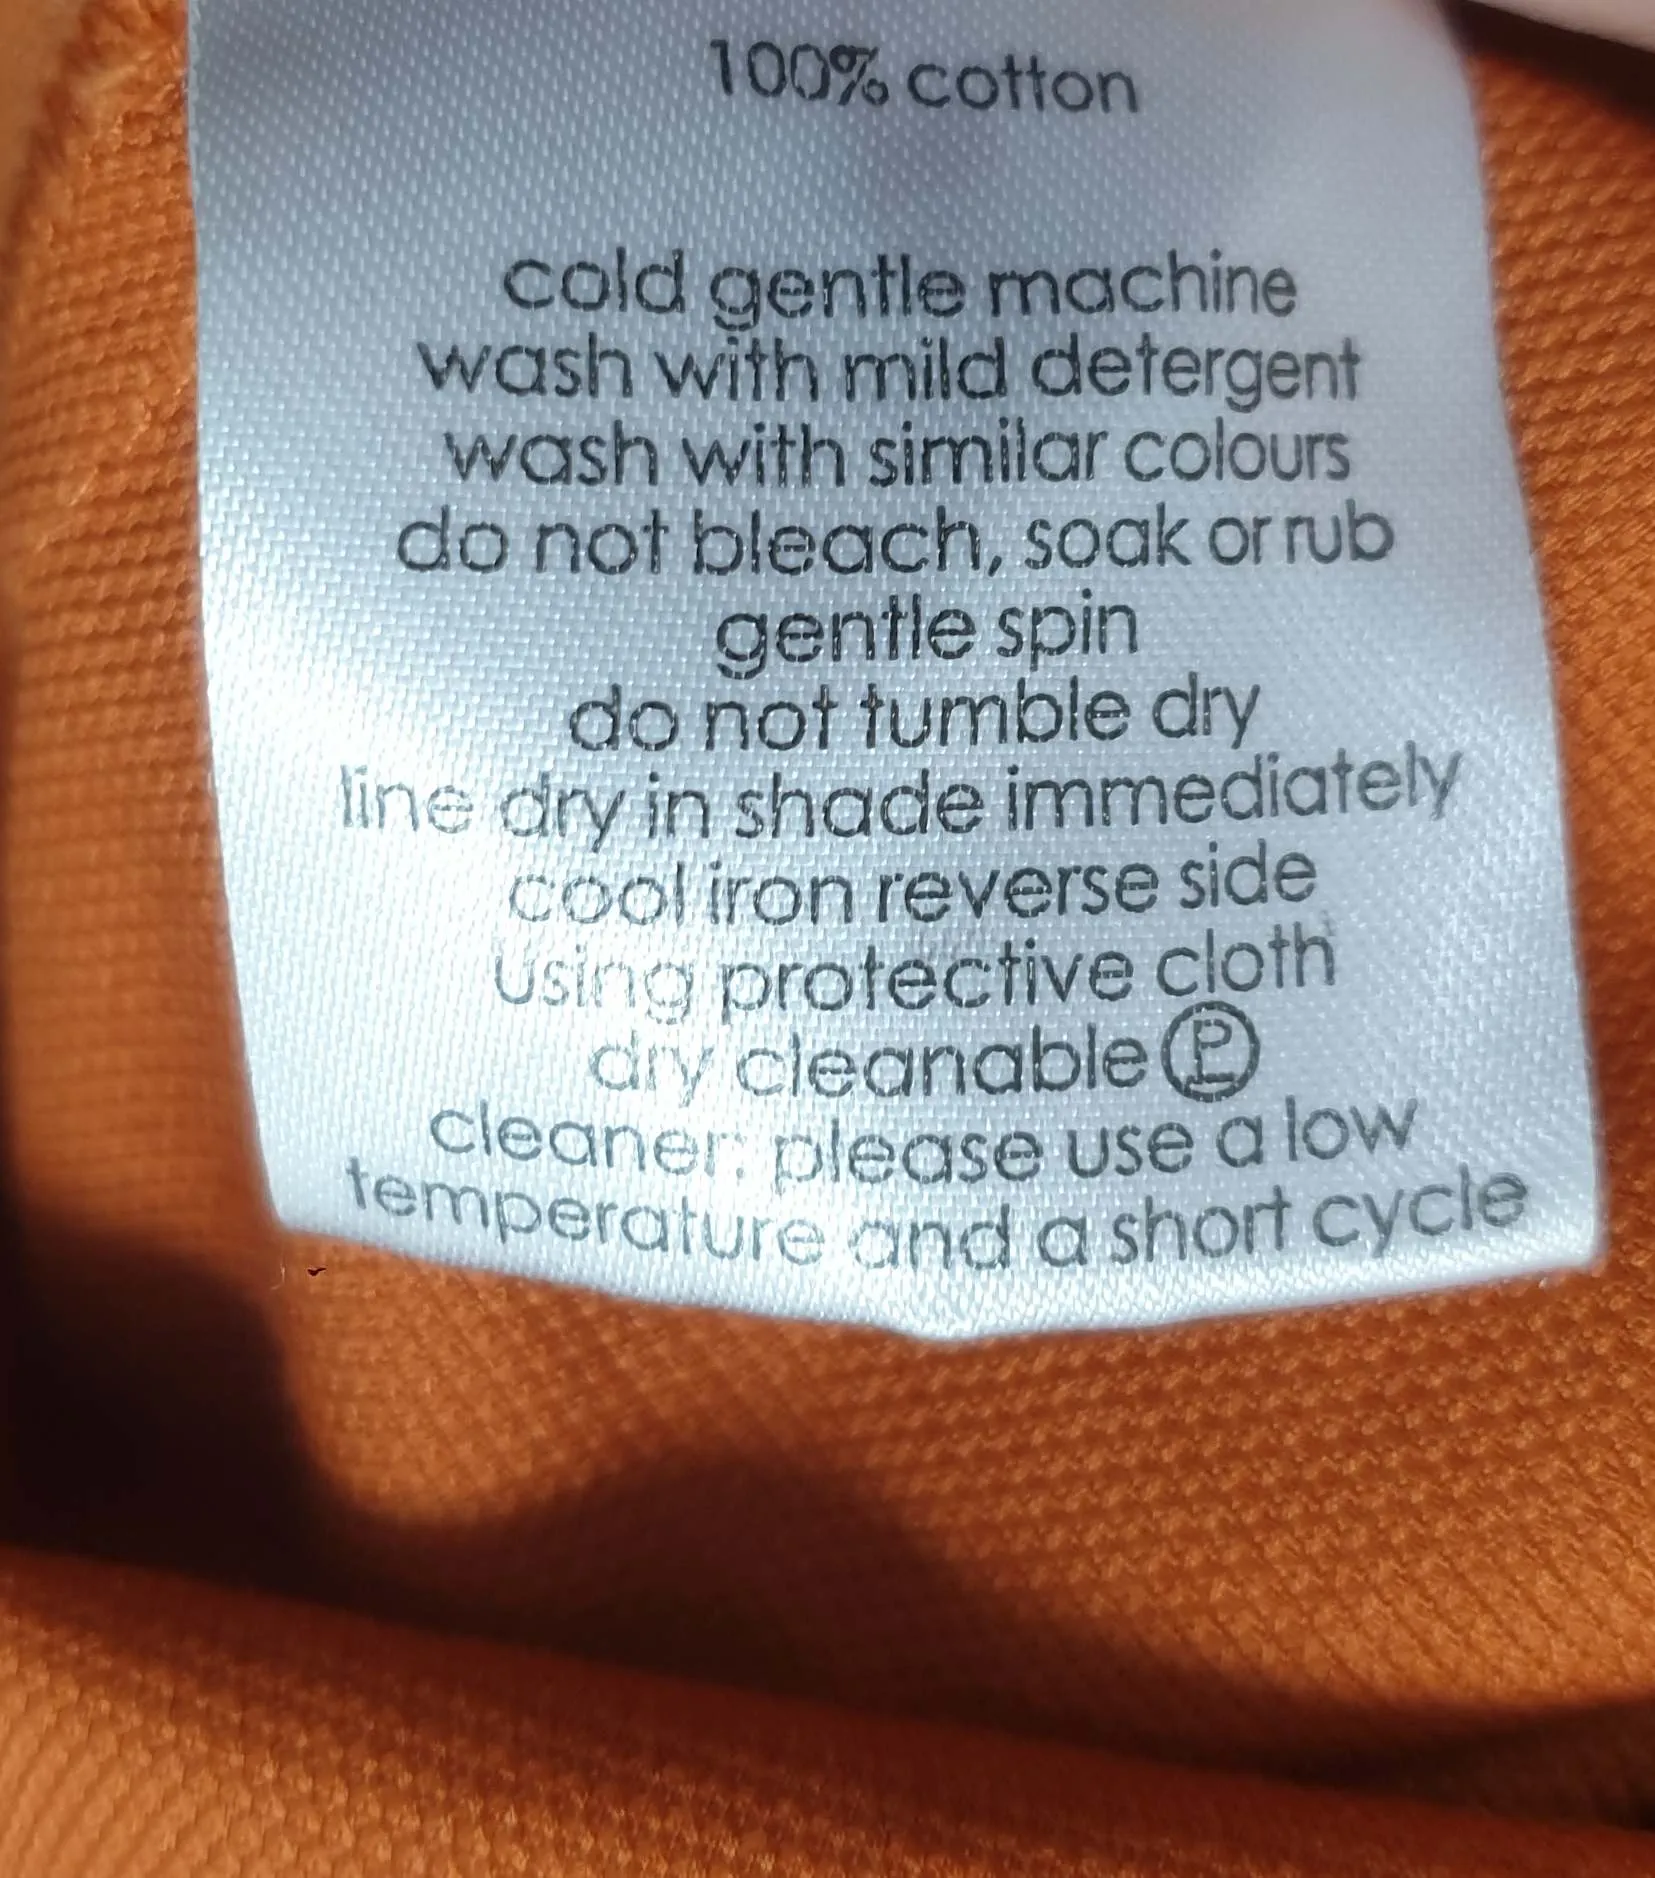 100% cotton
cold gentle machine
wash with mild detergent
wash with similar colours
do not bleach, soak or rub
gentle spin
do not tumble dry
line dry in shade immediately
cool iron reverse side
using protective cloth
dry cleanable Ⓟ
cleaner: please use a low
temperature and a short cycle